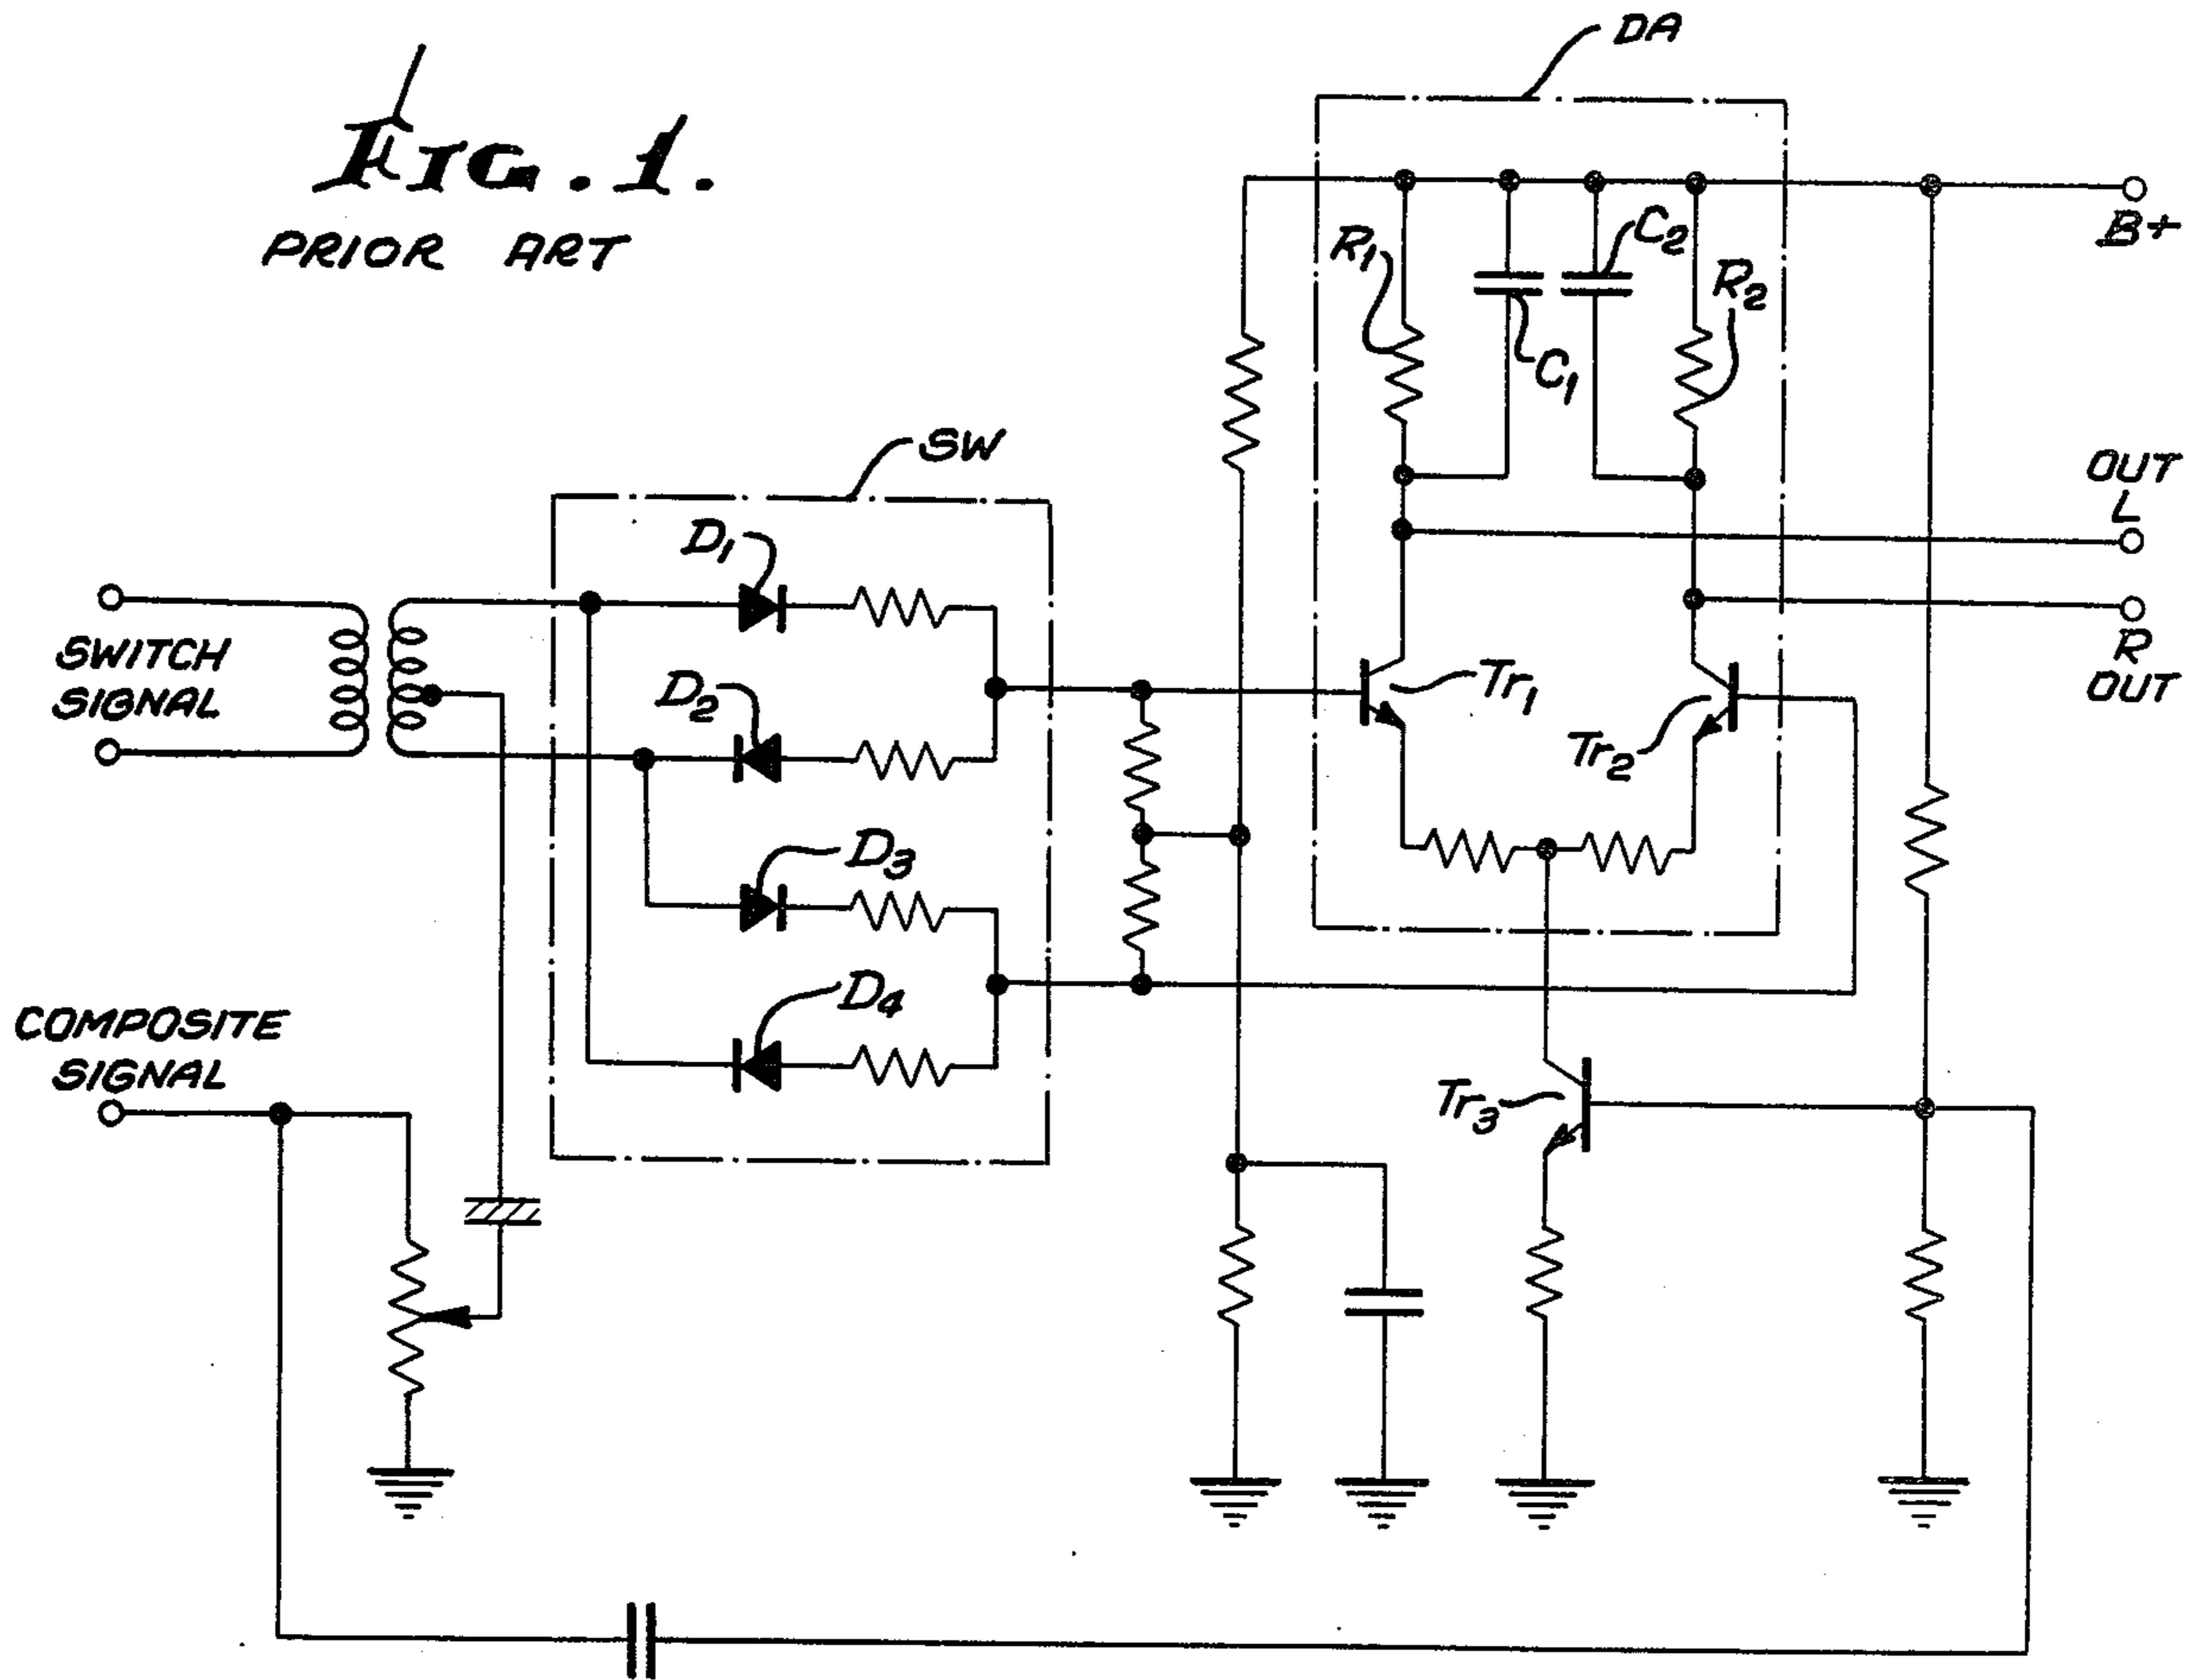 FIG. 1.
PRIOR ART
DA
B+
R1
C2
R2
C1
SW
OUT
L
D1
R
OUT
SWITCH
SIGNAL
D2
Tr1
Tr2
D3
D4
COMPOSITE
SIGNAL
Tr3